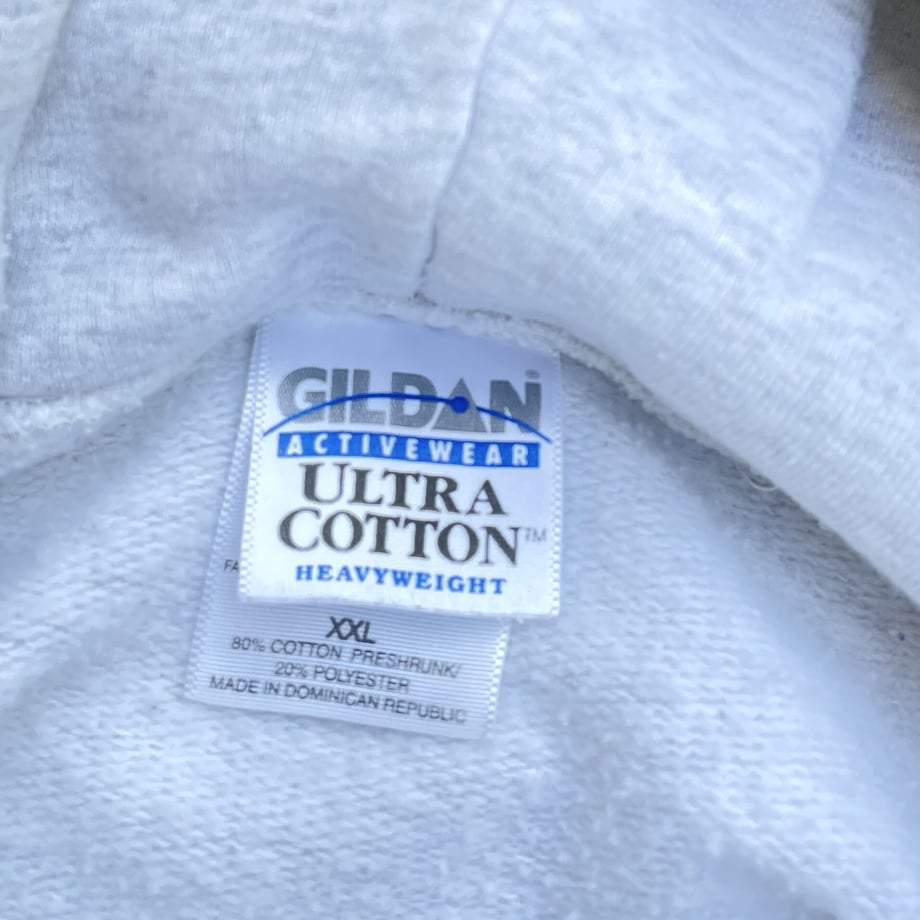 GILDAN®
ACTIVEWEAR
ULTRA
COTTON™
HEAVYWEIGHT
XXL
80% COTTON PRESHRUNK/
20% POLYESTER
MADE IN DOMINICAN REPUBLIC